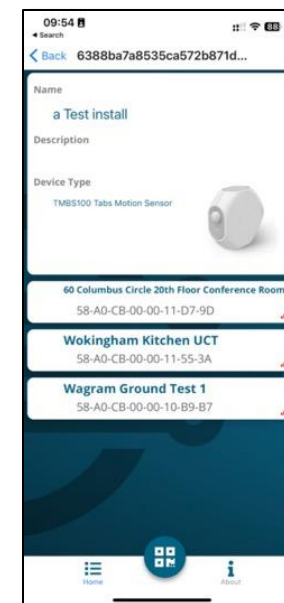 09:54
88
Search
Back 6388ba7a8535ca572b871d...
Name
a Test install
Description
Device Type
TMBS100 Tabs Motion Sensor
60 Columbus Circle 20th Floor Conference Room
58-A0-CB-00-00-11-D7-9D
Wokingham Kitchen UCT
58-A0-CB-00-00-11-55-3A
Wagram Ground Test 1
58-A0-CB-00-00-10-B9-B7
Home
About